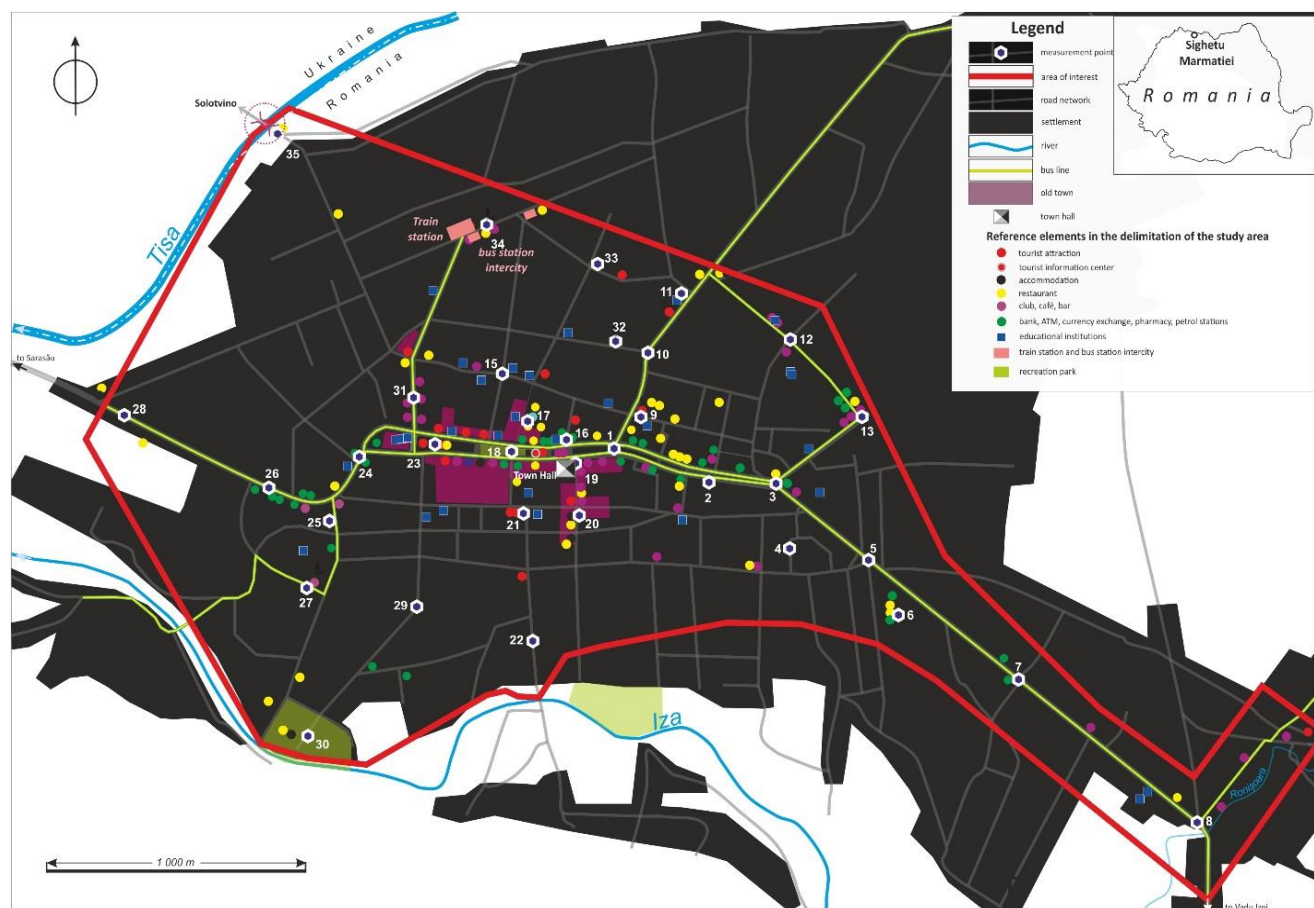 Legend
measurement point
area of interest
road network
settlement
river
bus line
old town
town hall
Reference elements in the delimitation of the study area
tourist attraction
tourist information center
accommodation
restaurant
club, café, bar
bank, ATM, currency exchange, pharmacy, petrol stations
educational institutions
train station and bus station intercity
recreation park
Sighetu
Marmatiei
Romania
Ukraine
Romania
Solotvino
35
Tisa
Train
station
34
bus station
intercity
33
11
32
10
12
to Sarasău
15
31
28
17
9
13
16
1
23
18
24
Town Hall
19
26
2
3
25
21
20
4
5
27
29
6
22
7
30
Iza
Ronișoara
8
1 000 m
to Vadu Izei